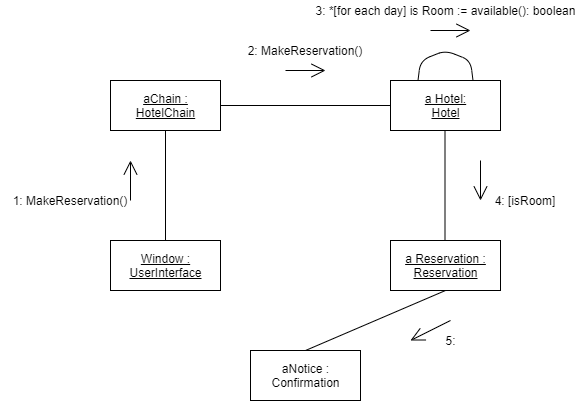 3: *[for each day] is Room := available(): boolean
2: MakeReservation()
aChain :
HotelChain
a Hotel:
Hotel
1: MakeReservation()
4: [isRoom]
Window :
UserInterface
a Reservation :
Reservation
5:
aNotice :
Confirmation